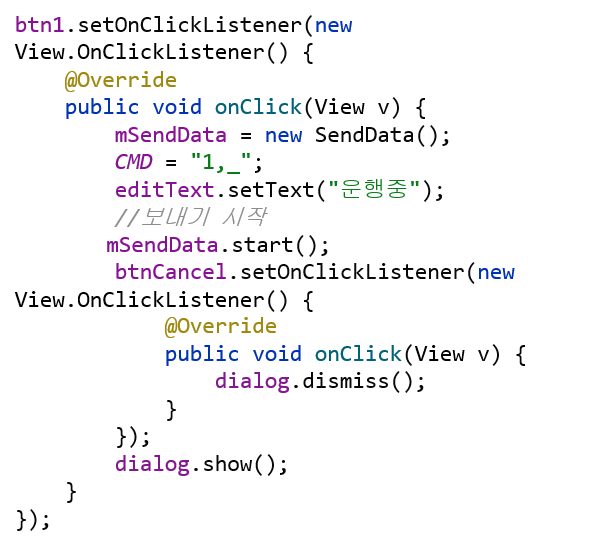 btn1.setOnClickListener(new
View.OnClickListener() {
    @Override
    public void onClick(View v) {
        mSendData = new SendData();
        CMD = "1,_";
        editText.setText("운행중");
        //보내기 시작
       mSendData.start();
        btnCancel.setOnClickListener(new
View.OnClickListener() {
            @Override
            public void onClick(View v) {
                dialog.dismiss();
            }
        });
        dialog.show();
    }
});